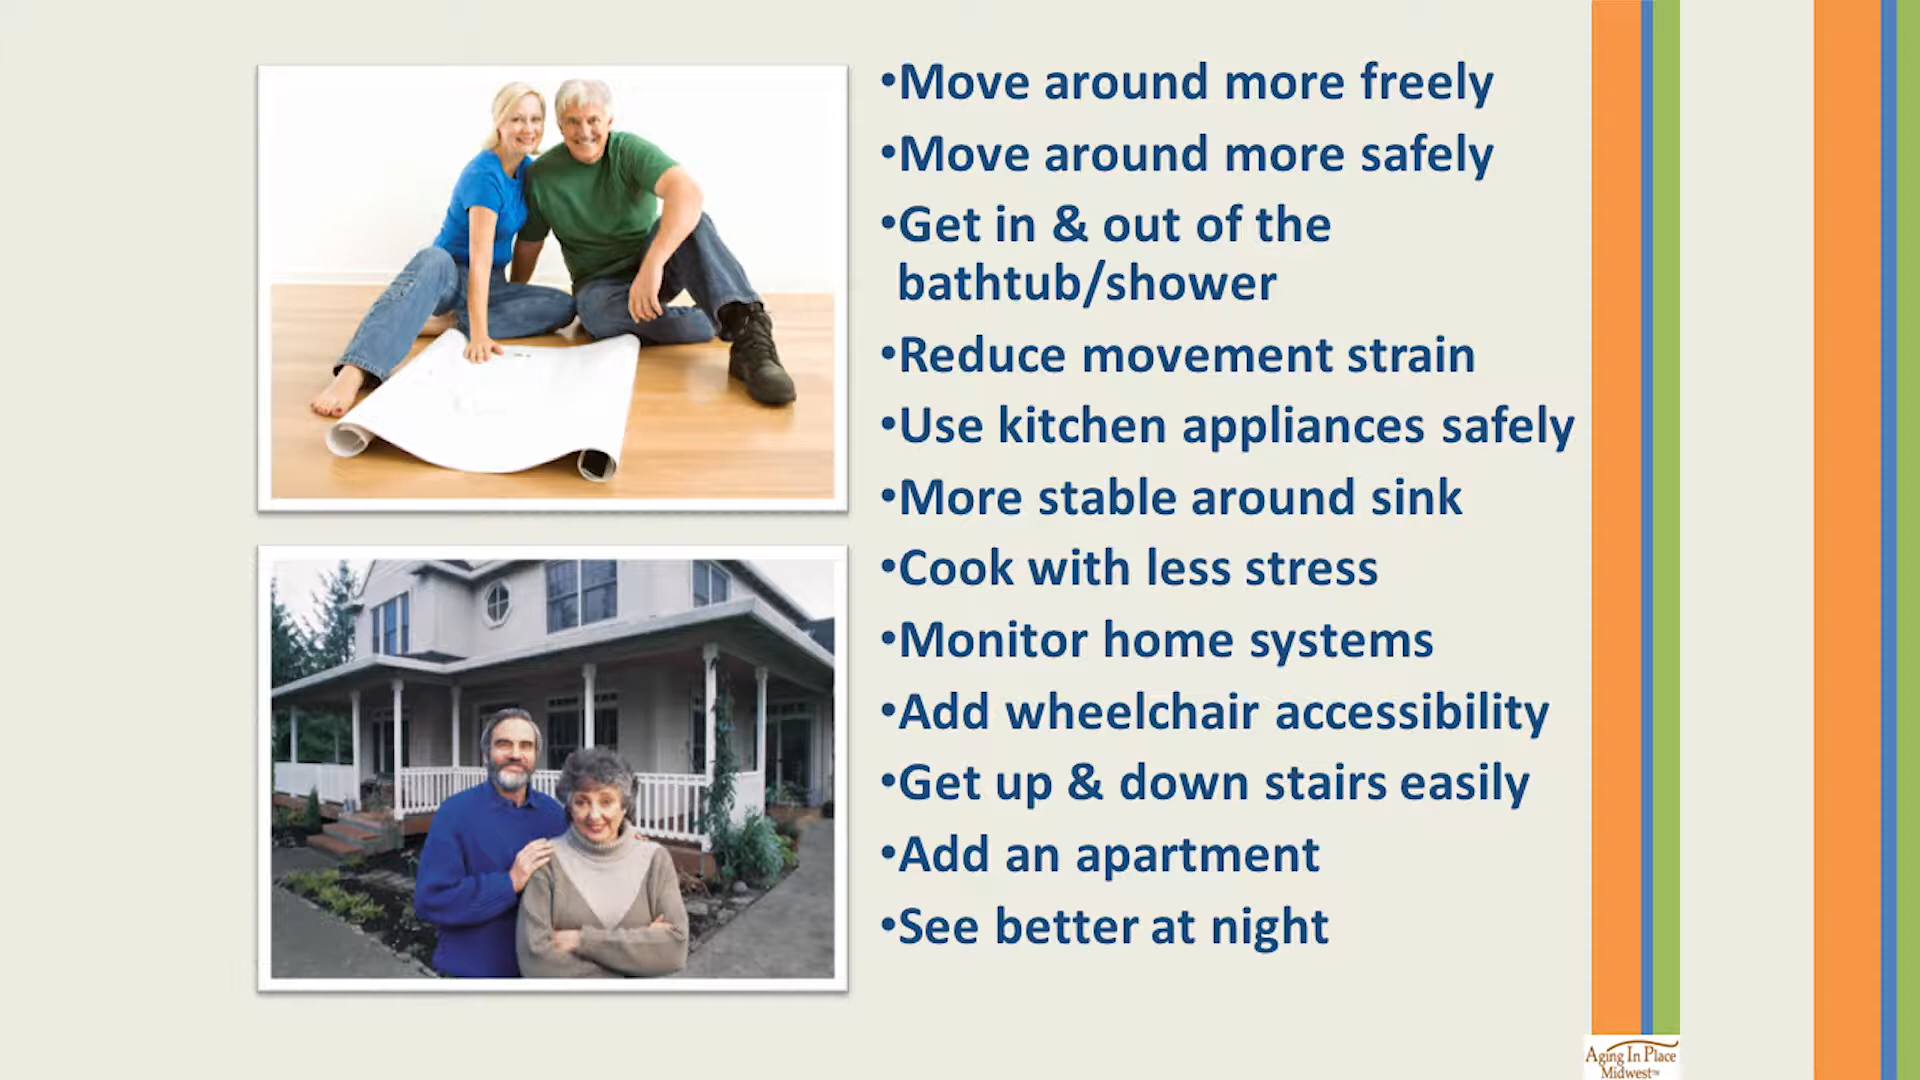 •Move around more freely
•Move around more safely
•Get in & out of the
bathtub/shower
•Reduce movement strain
•Use kitchen appliances safely
•More stable around sink
•Cook with less stress
•Monitor home systems
•Add wheelchair accessibility
•Get up & down stairs easily
•Add an apartment
•See better at night
Aging In Place
Midwest™